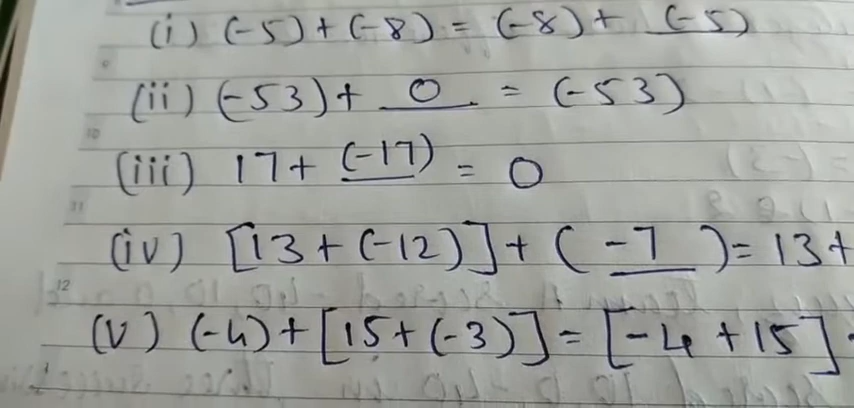 (i) (-5) + (-8) = (-8) + (-5)
(ii) (-53) + 0 = (-53)
(iii) 17 + (-17) = 0
(iv) [13 + (-12)] + ( -7 ) = 13 +
(v) (-4) + [15 + (-3)] = [-4 + 15]